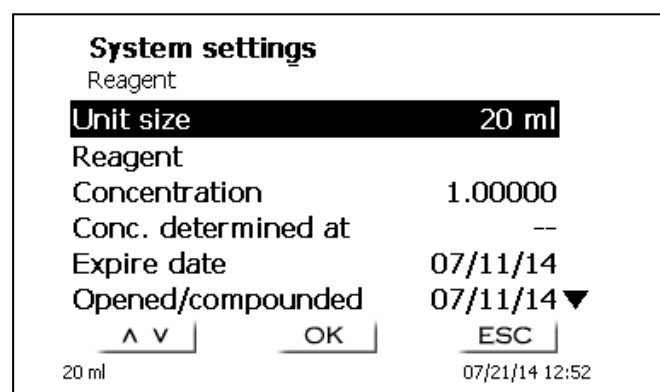 System settings
Reagent
Unit size 20 ml
Reagent
Concentration 1.00000
Conc. determined at --
Expire date 07/11/14
Opened/compounded 07/11/14 ▼
∧ ∨ OK ESC
20 ml 07/21/14 12:52